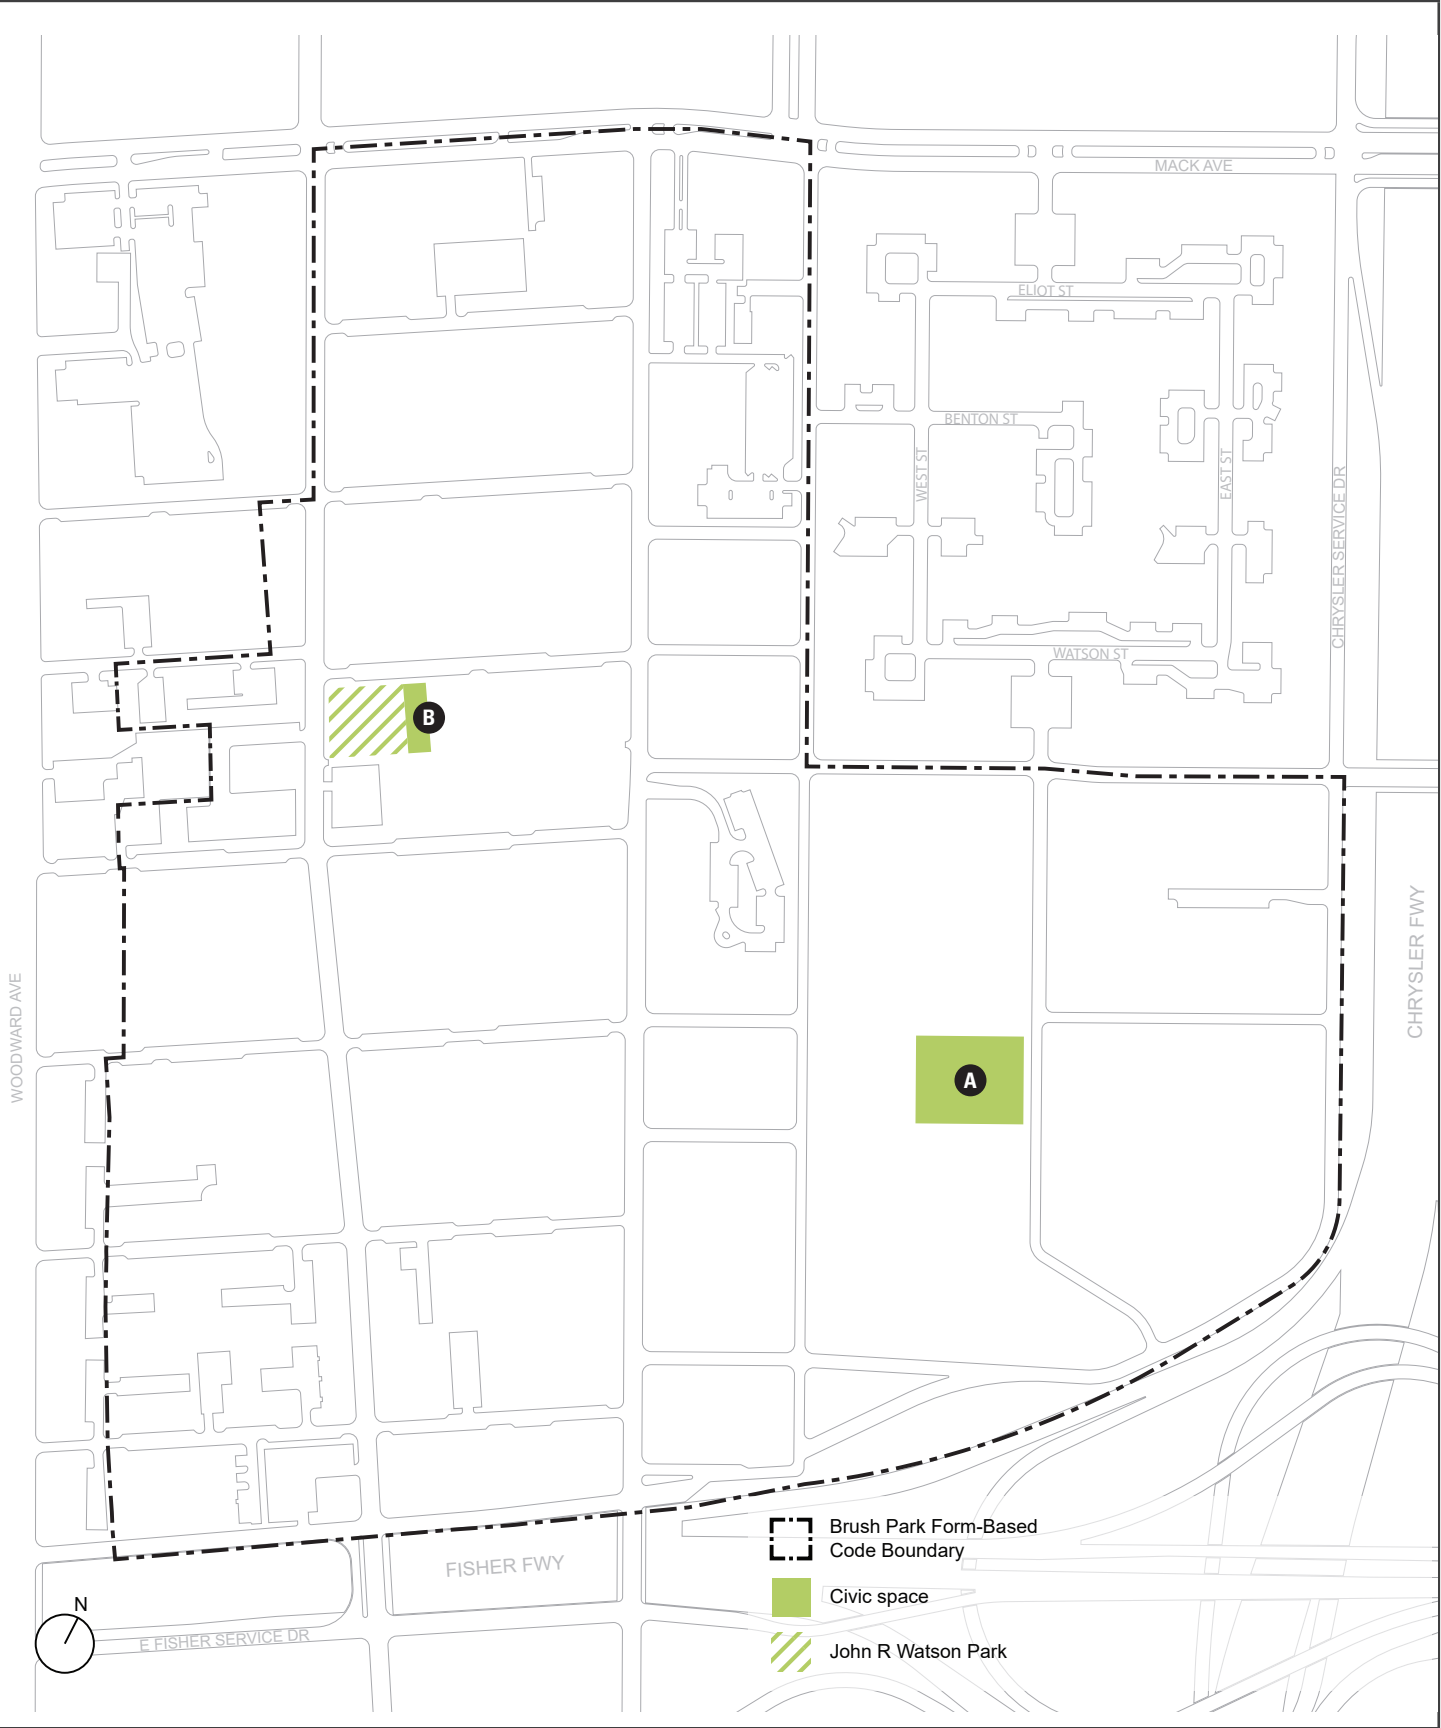 MACK AVE
ELIOT ST
BENTON ST
WEST ST
EAST ST
CHRYSLER SERVICE DR
WATSON ST
B
CHRYSLER FWY
WOODWARD AVE
A
Brush Park Form-Based
Code Boundary
FISHER FWY
Civic space
N
E FISHER SERVICE DR
John R Watson Park